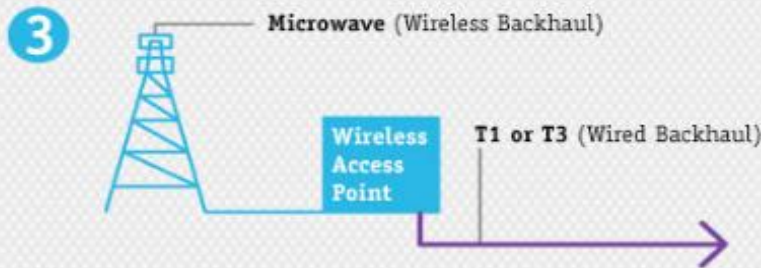 3
Microwave (Wireless Backhaul)
Wireless
Access
Point
T1 or T3 (Wired Backhaul)